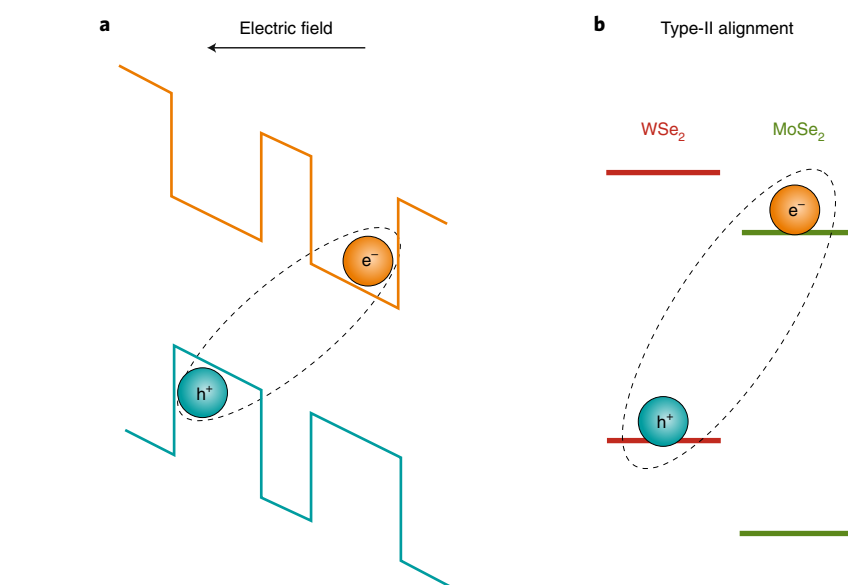 a
Electric field
e⁻
h⁺
b
Type-II alignment
WSe₂
MoSe₂
e⁻
h⁺